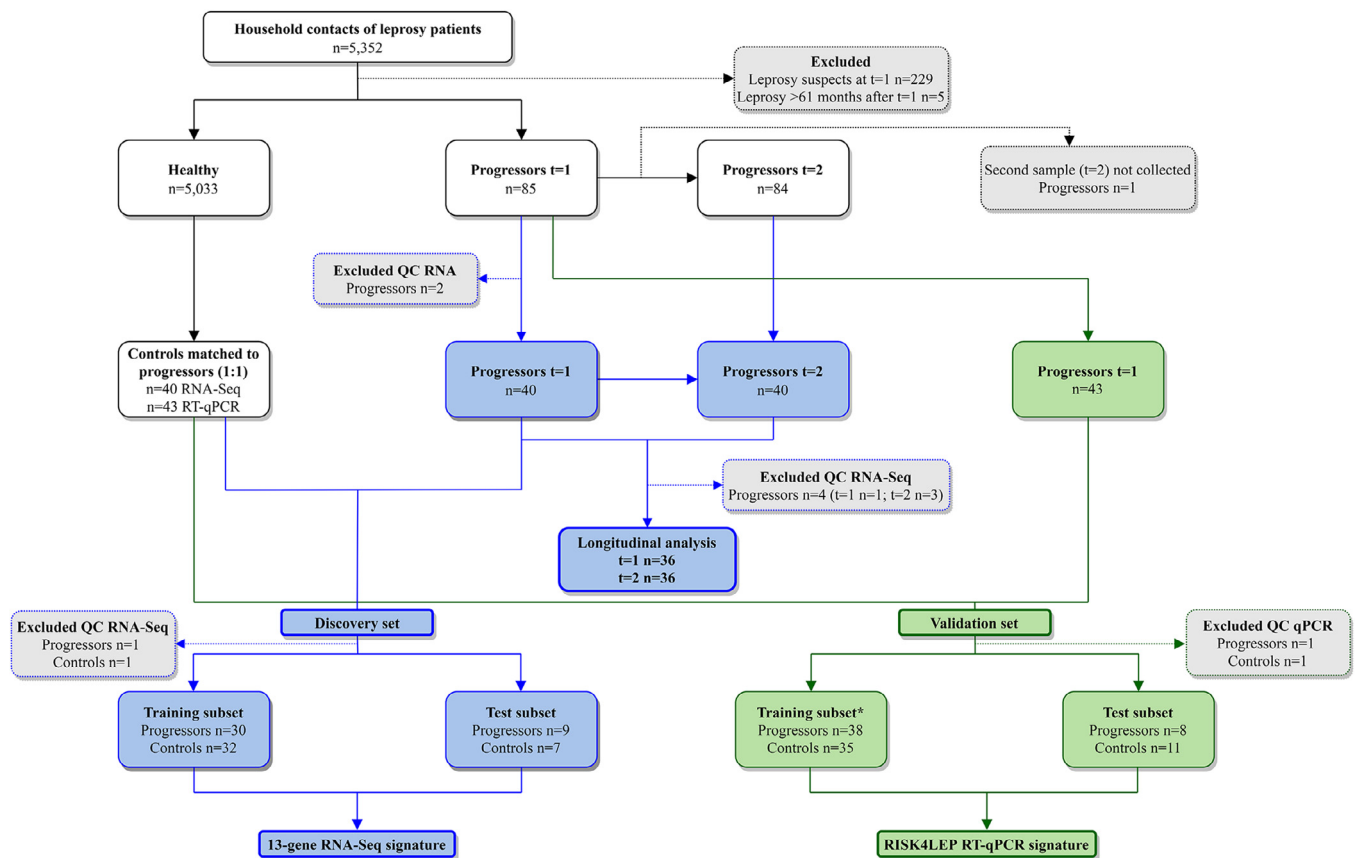 Household contacts of leprosy patients
n=5,352
Excluded
Leprosy suspects at t=1 n=229
Leprosy >61 months after t=1 n=5
Healthy
n=5,033
Progressors t=1
n=85
Progressors t=2
n=84
Second sample (t=2) not collected
Progressors n=1
Excluded QC RNA
Progressors n=2
Controls matched to
progressors (1:1)
n=40 RNA-Seq
n=43 RT-qPCR
Progressors t=1
n=40
Progressors t=2
n=40
Progressors t=1
n=43
Excluded QC RNA-Seq
Progressors n=4 (t=1 n=1; t=2 n=3)
Longitudinal analysis
t=1 n=36
t=2 n=36
Excluded QC RNA-Seq
Progressors n=1
Controls n=1
Discovery set
Validation set
Excluded QC qPCR
Progressors n=1
Controls n=1
Training subset
Progressors n=30
Controls n=32
Test subset
Progressors n=9
Controls n=7
Training subset*
Progressors n=38
Controls n=35
Test subset
Progressors n=8
Controls n=11
13-gene RNA-Seq signature
RISK4LEP RT-qPCR signature